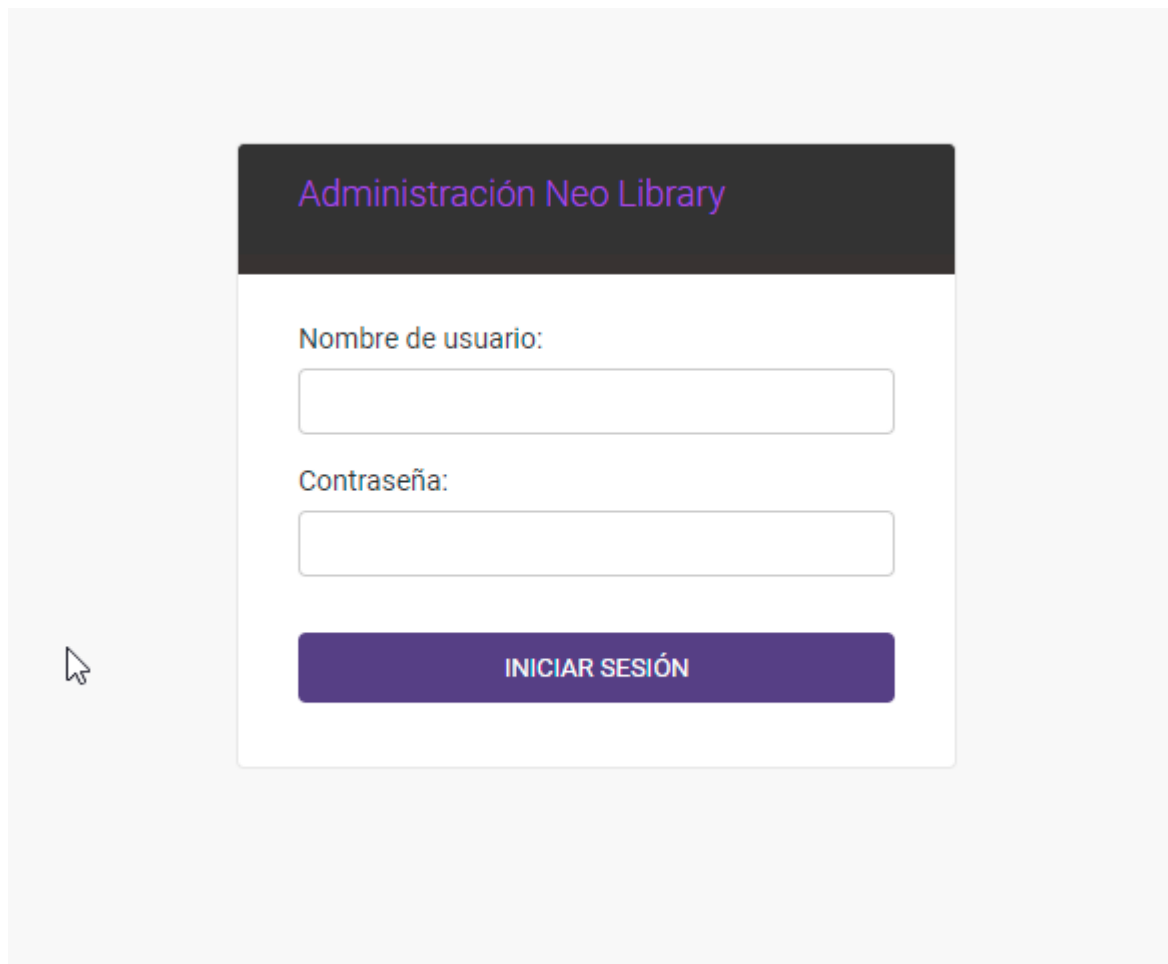 Administración Neo Library
Nombre de usuario:
Contraseña:
INICIAR SESIÓN